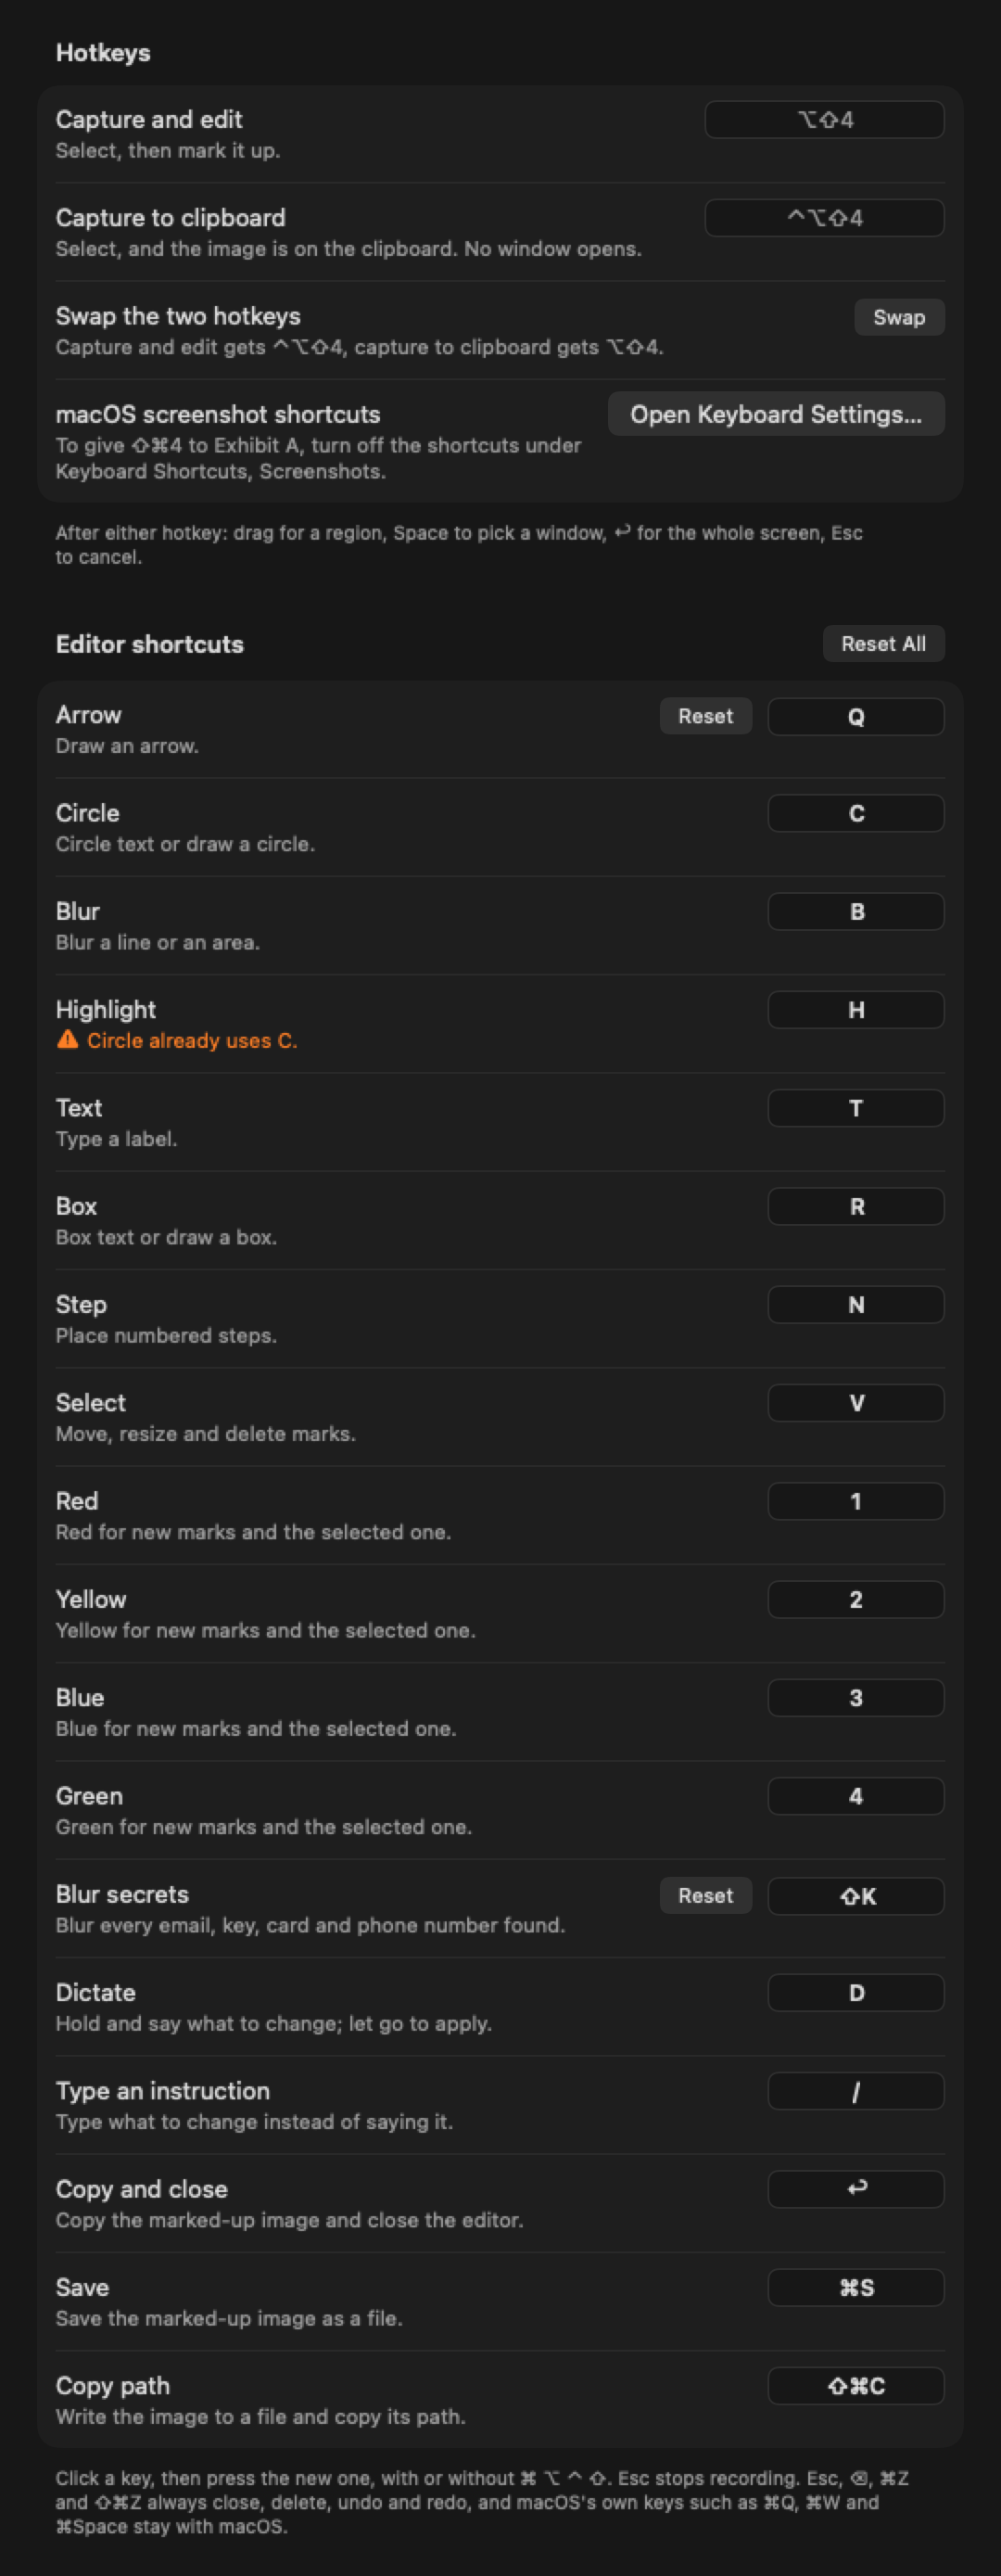 Hotkeys
Capture and edit
⌥⇧4
Select, then mark it up.
Capture to clipboard
^⌥⇧4
Select, and the image is on the clipboard. No window opens.
Swap the two hotkeys
Swap
Capture and edit gets ^⌥⇧4, capture to clipboard gets ⌥⇧4.
macOS screenshot shortcuts
Open Keyboard Settings...
To give ⇧⌘4 to Exhibit A, turn off the shortcuts under
Keyboard Shortcuts, Screenshots.
After either hotkey: drag for a region, Space to pick a window, ↩ for the whole screen, Esc
to cancel.
Editor shortcuts
Reset All
Arrow
Reset
Q
Draw an arrow.
Circle
C
Circle text or draw a circle.
Blur
B
Blur a line or an area.
Highlight
H
⚠ Circle already uses C.
Text
T
Type a label.
Box
R
Box text or draw a box.
Step
N
Place numbered steps.
Select
V
Move, resize and delete marks.
Red
1
Red for new marks and the selected one.
Yellow
2
Yellow for new marks and the selected one.
Blue
3
Blue for new marks and the selected one.
Green
4
Green for new marks and the selected one.
Blur secrets
Reset
⇧K
Blur every email, key, card and phone number found.
Dictate
D
Hold and say what to change; let go to apply.
Type an instruction
/
Type what to change instead of saying it.
Copy and close
↩
Copy the marked-up image and close the editor.
Save
⌘S
Save the marked-up image as a file.
Copy path
⇧⌘C
Write the image to a file and copy its path.
Click a key, then press the new one, with or without ⌘ ⌥ ^ ⇧. Esc stops recording. Esc, ⌫, ⌘Z
and ⇧⌘Z always close, delete, undo and redo, and macOS's own keys such as ⌘Q, ⌘W and
⌘Space stay with macOS.